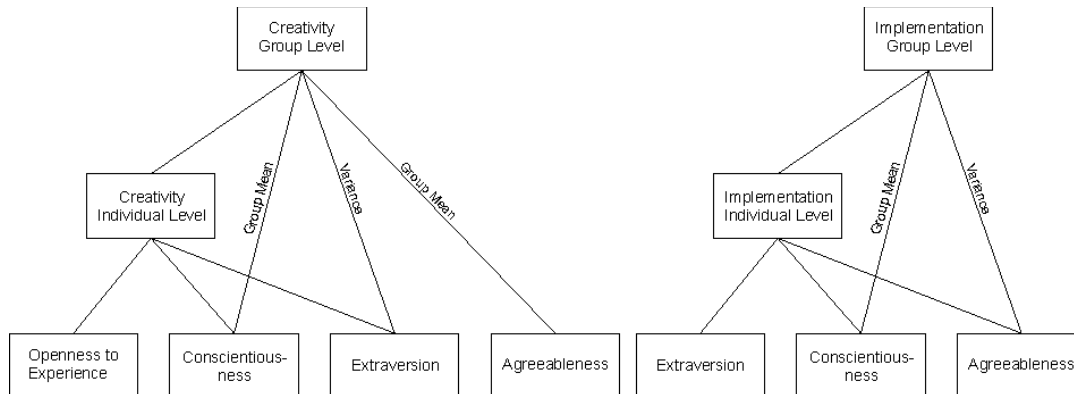 Creativity
Group Level
Implementation
Group Level
Group Mean
Variance
Group Mean
Group Mean
Variance
Creativity
Individual Level
Implementation
Individual Level
Openness to
Experience
Conscientious-
ness
Extraversion
Agreeableness
Extraversion
Conscientious-
ness
Agreeableness